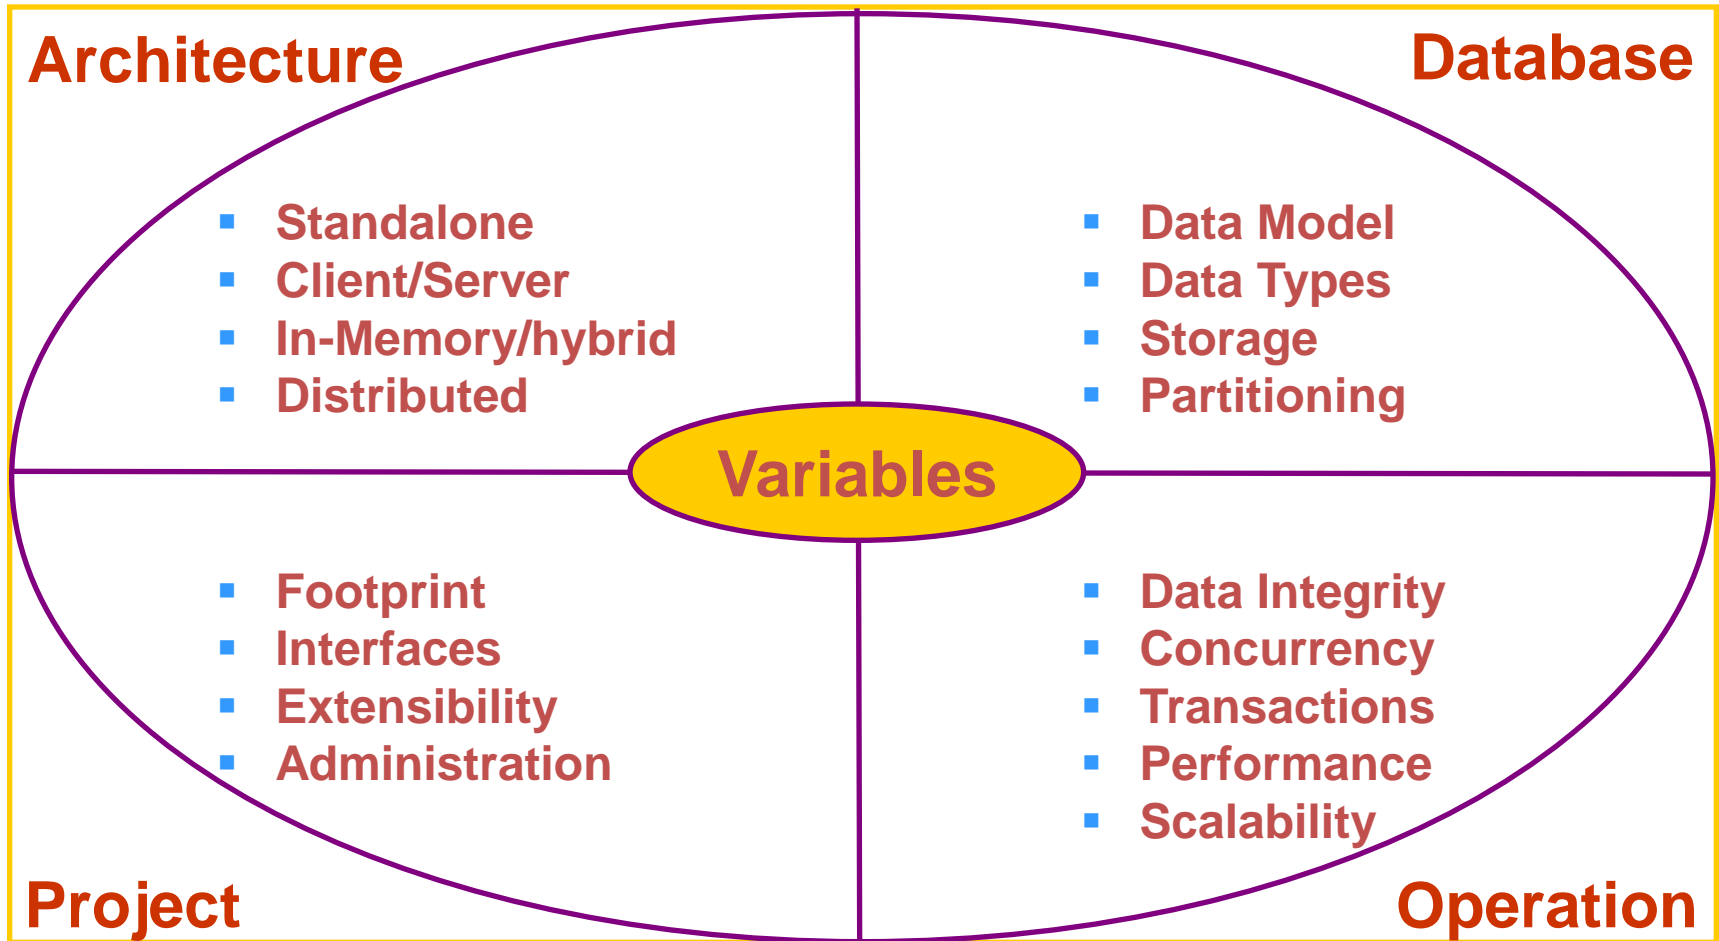 Architecture
Standalone
Client/Server
In-Memory/hybrid
Distributed
Database
Data Model
Data Types
Storage
Partitioning
Variables
Footprint
Interfaces
Extensibility
Administration
Project
Data Integrity
Concurrency
Transactions
Performance
Scalability
Operation